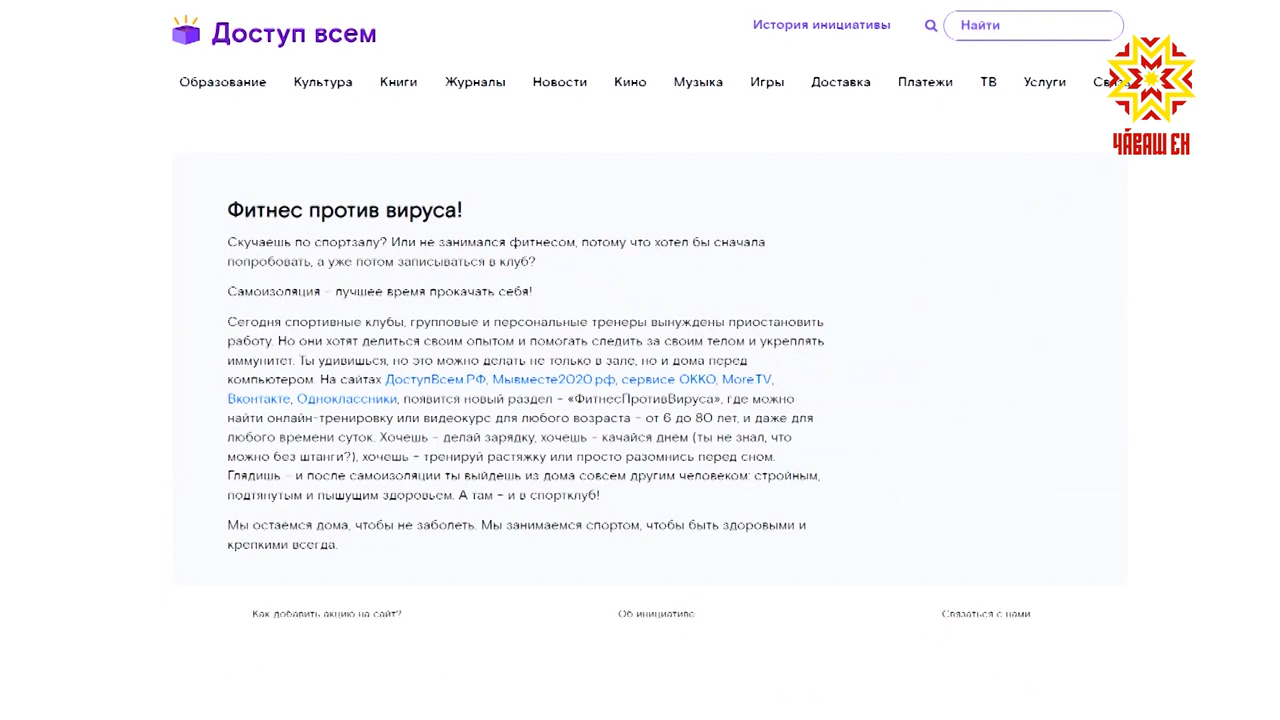 Доступ всем
История инициативы
Найти
Образование Культура Книги Журналы Новости Кино Музыка Игры Доставка Платежи ТВ Услуги
ЧӐВАШ ЕН
Фитнес против вируса!
Скучаешь по спортзалу? Или не занимался фитнесом, потому что хотел бы сначала
попробовать, а уже потом записываться в клуб?
Самоизоляция – лучшее время прокачать себя!
Сегодня спортивные клубы, групповые и персональные тренеры вынуждены приостановить
работу. Но они хотят делиться своим опытом и помогать следить за своим телом и укреплять
иммунитет. Ты удивишься, но это можно делать не только в зале, но и дома перед
компьютером. На сайтах ДоступВсем.РФ, Мывместе2020.рф, сервисе ОККО, MoreTV,
Вконтакте, Одноклассники, появится новый раздел – «ФитнесПротивВируса», где можно
найти онлайн-тренировку или видеокурс для любого возраста – от 6 до 80 лет, и даже для
любого времени суток. Хочешь – делай зарядку, хочешь – качайся днём (ты не знал, что
можно без штанги?), хочешь – тренируй растяжку или просто разомнись перед сном.
Глядишь – и после самоизоляции ты выйдешь из дома совсем другим человеком: стройным,
подтянутым и пышущим здоровьем. А там – и в спортклуб!
Мы остаемся дома, чтобы не заболеть. Мы занимаемся спортом, чтобы быть здоровыми и
крепкими всегда.
Как добавить акцию на сайт? Об инициативе Связаться с нами